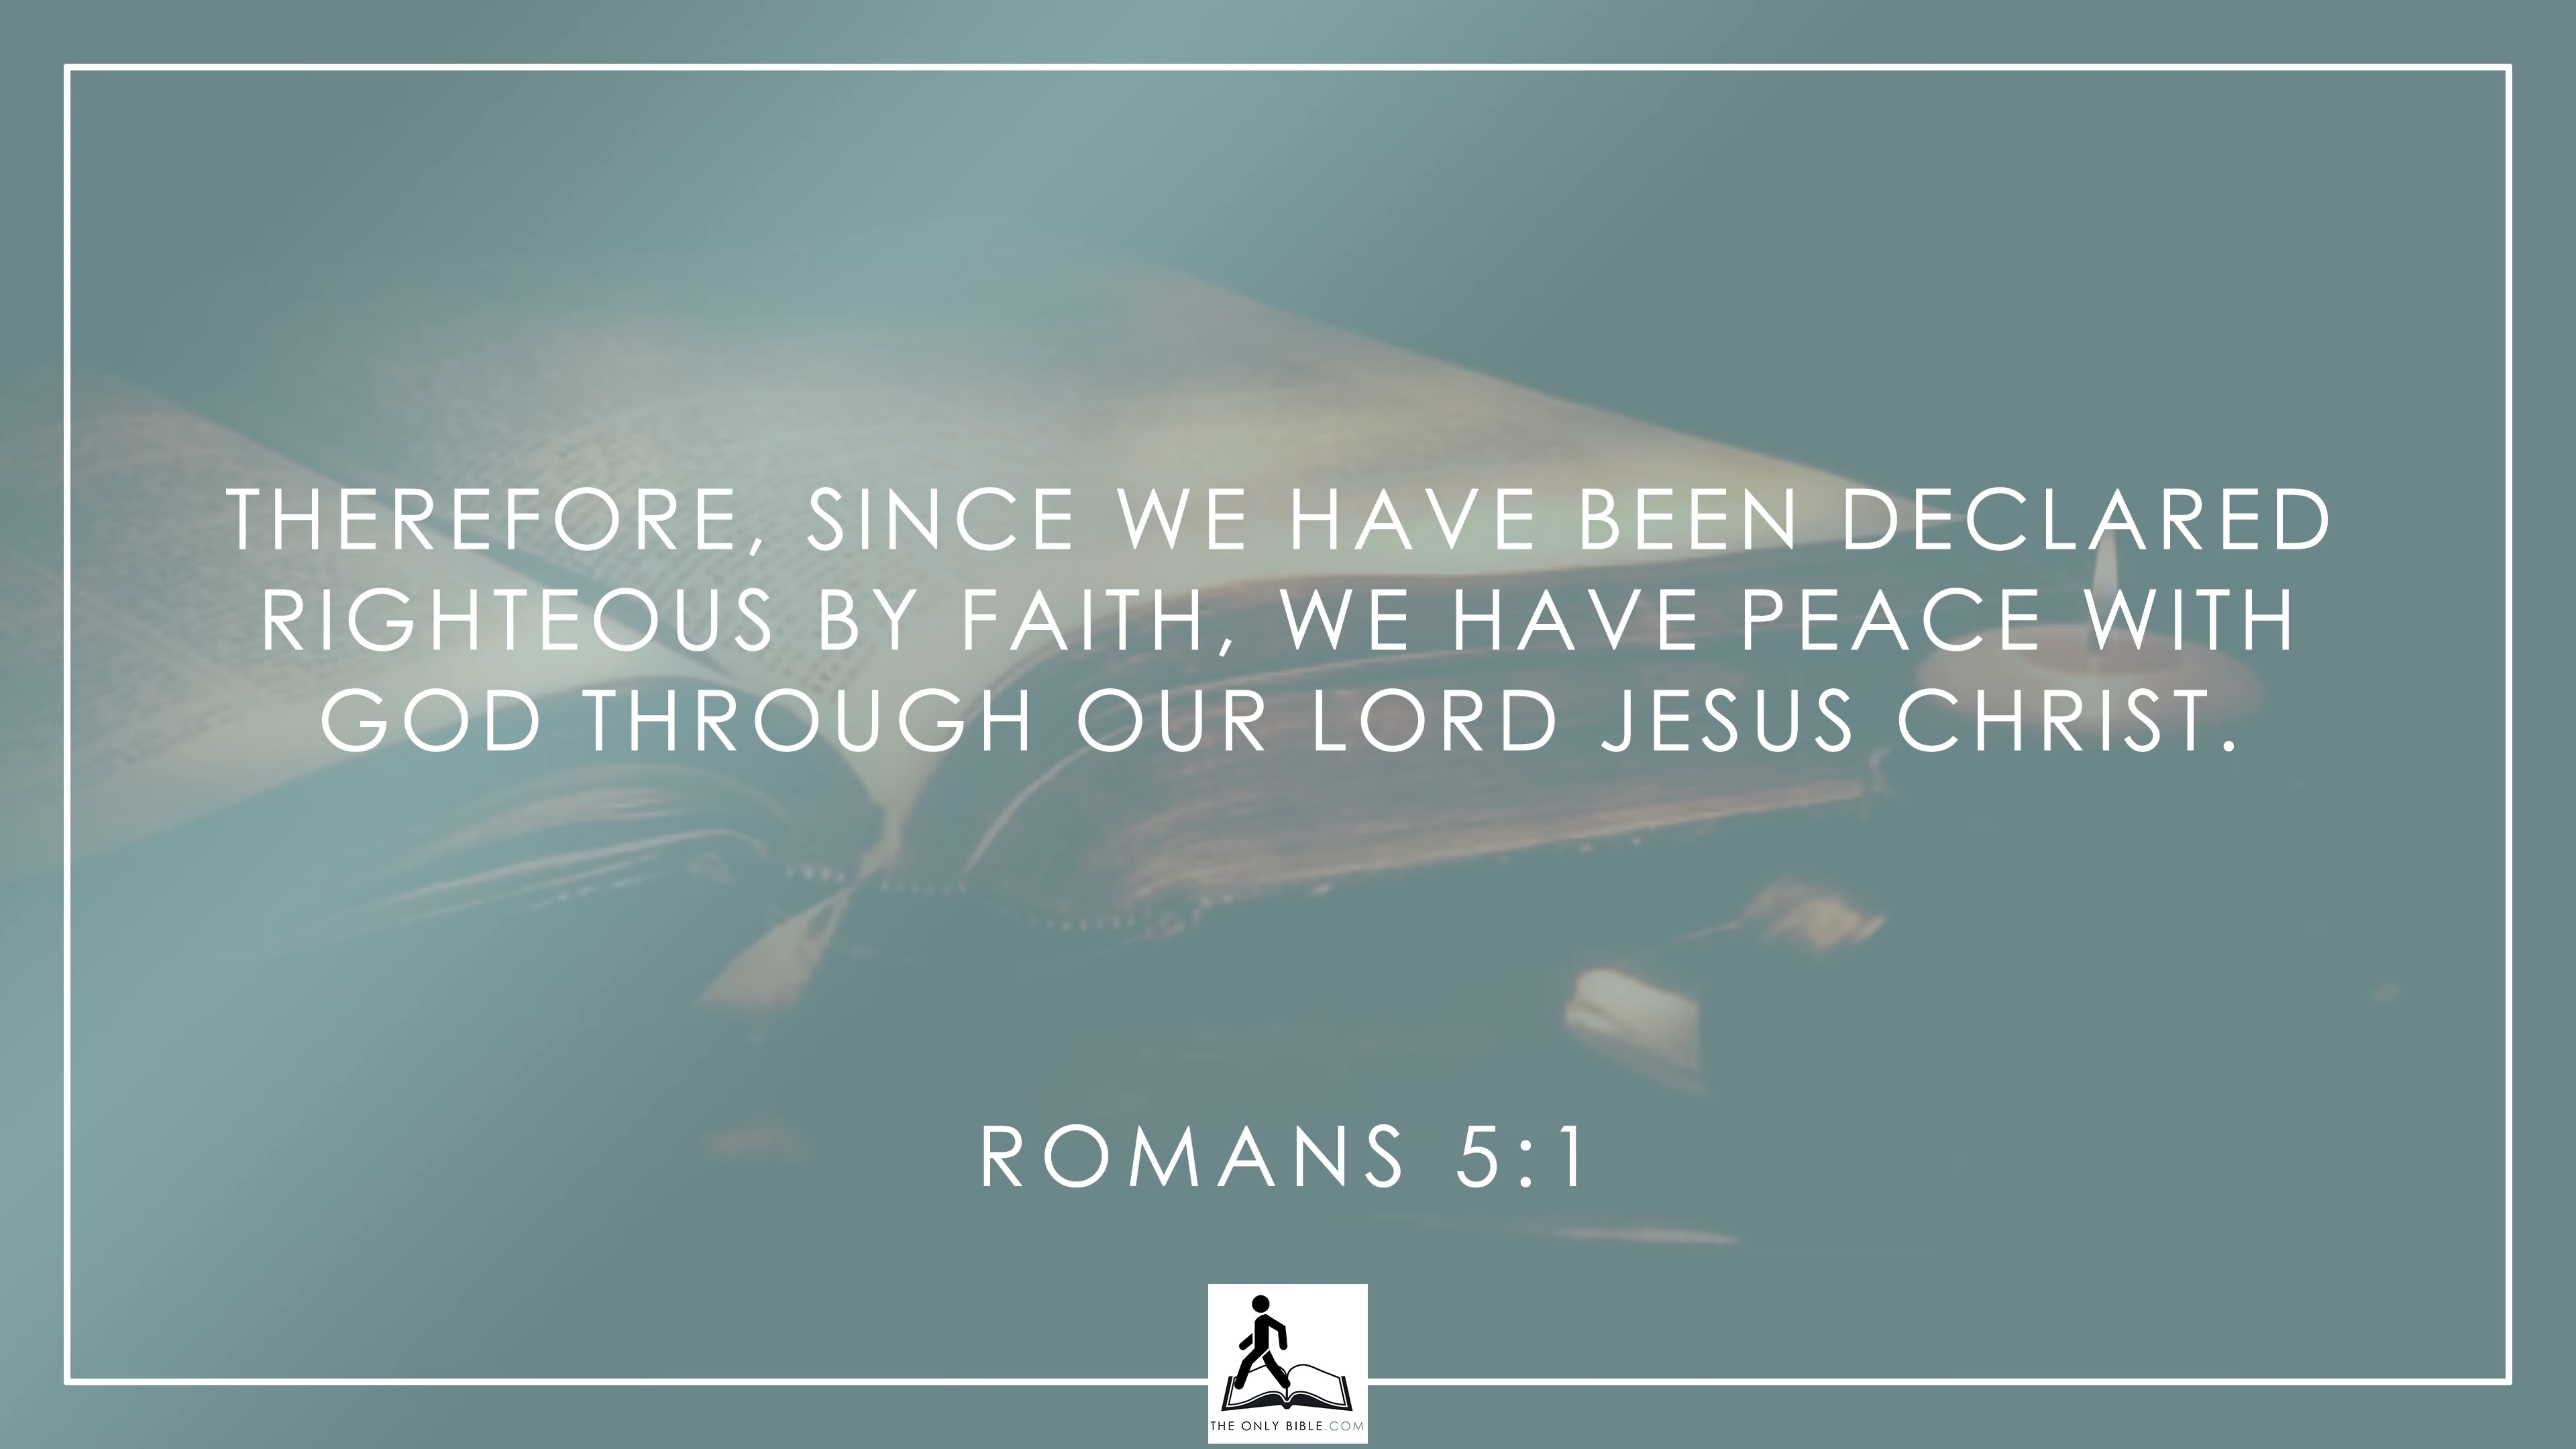 THEREFORE, SINCE WE HAVE BEEN DECLARED
RIGHTEOUS BY FAITH, WE HAVE PEACE WITH
GOD THROUGH OUR LORD JESUS CHRIST.
ROMANS 5:1
THE ONLY BIBLE.COM